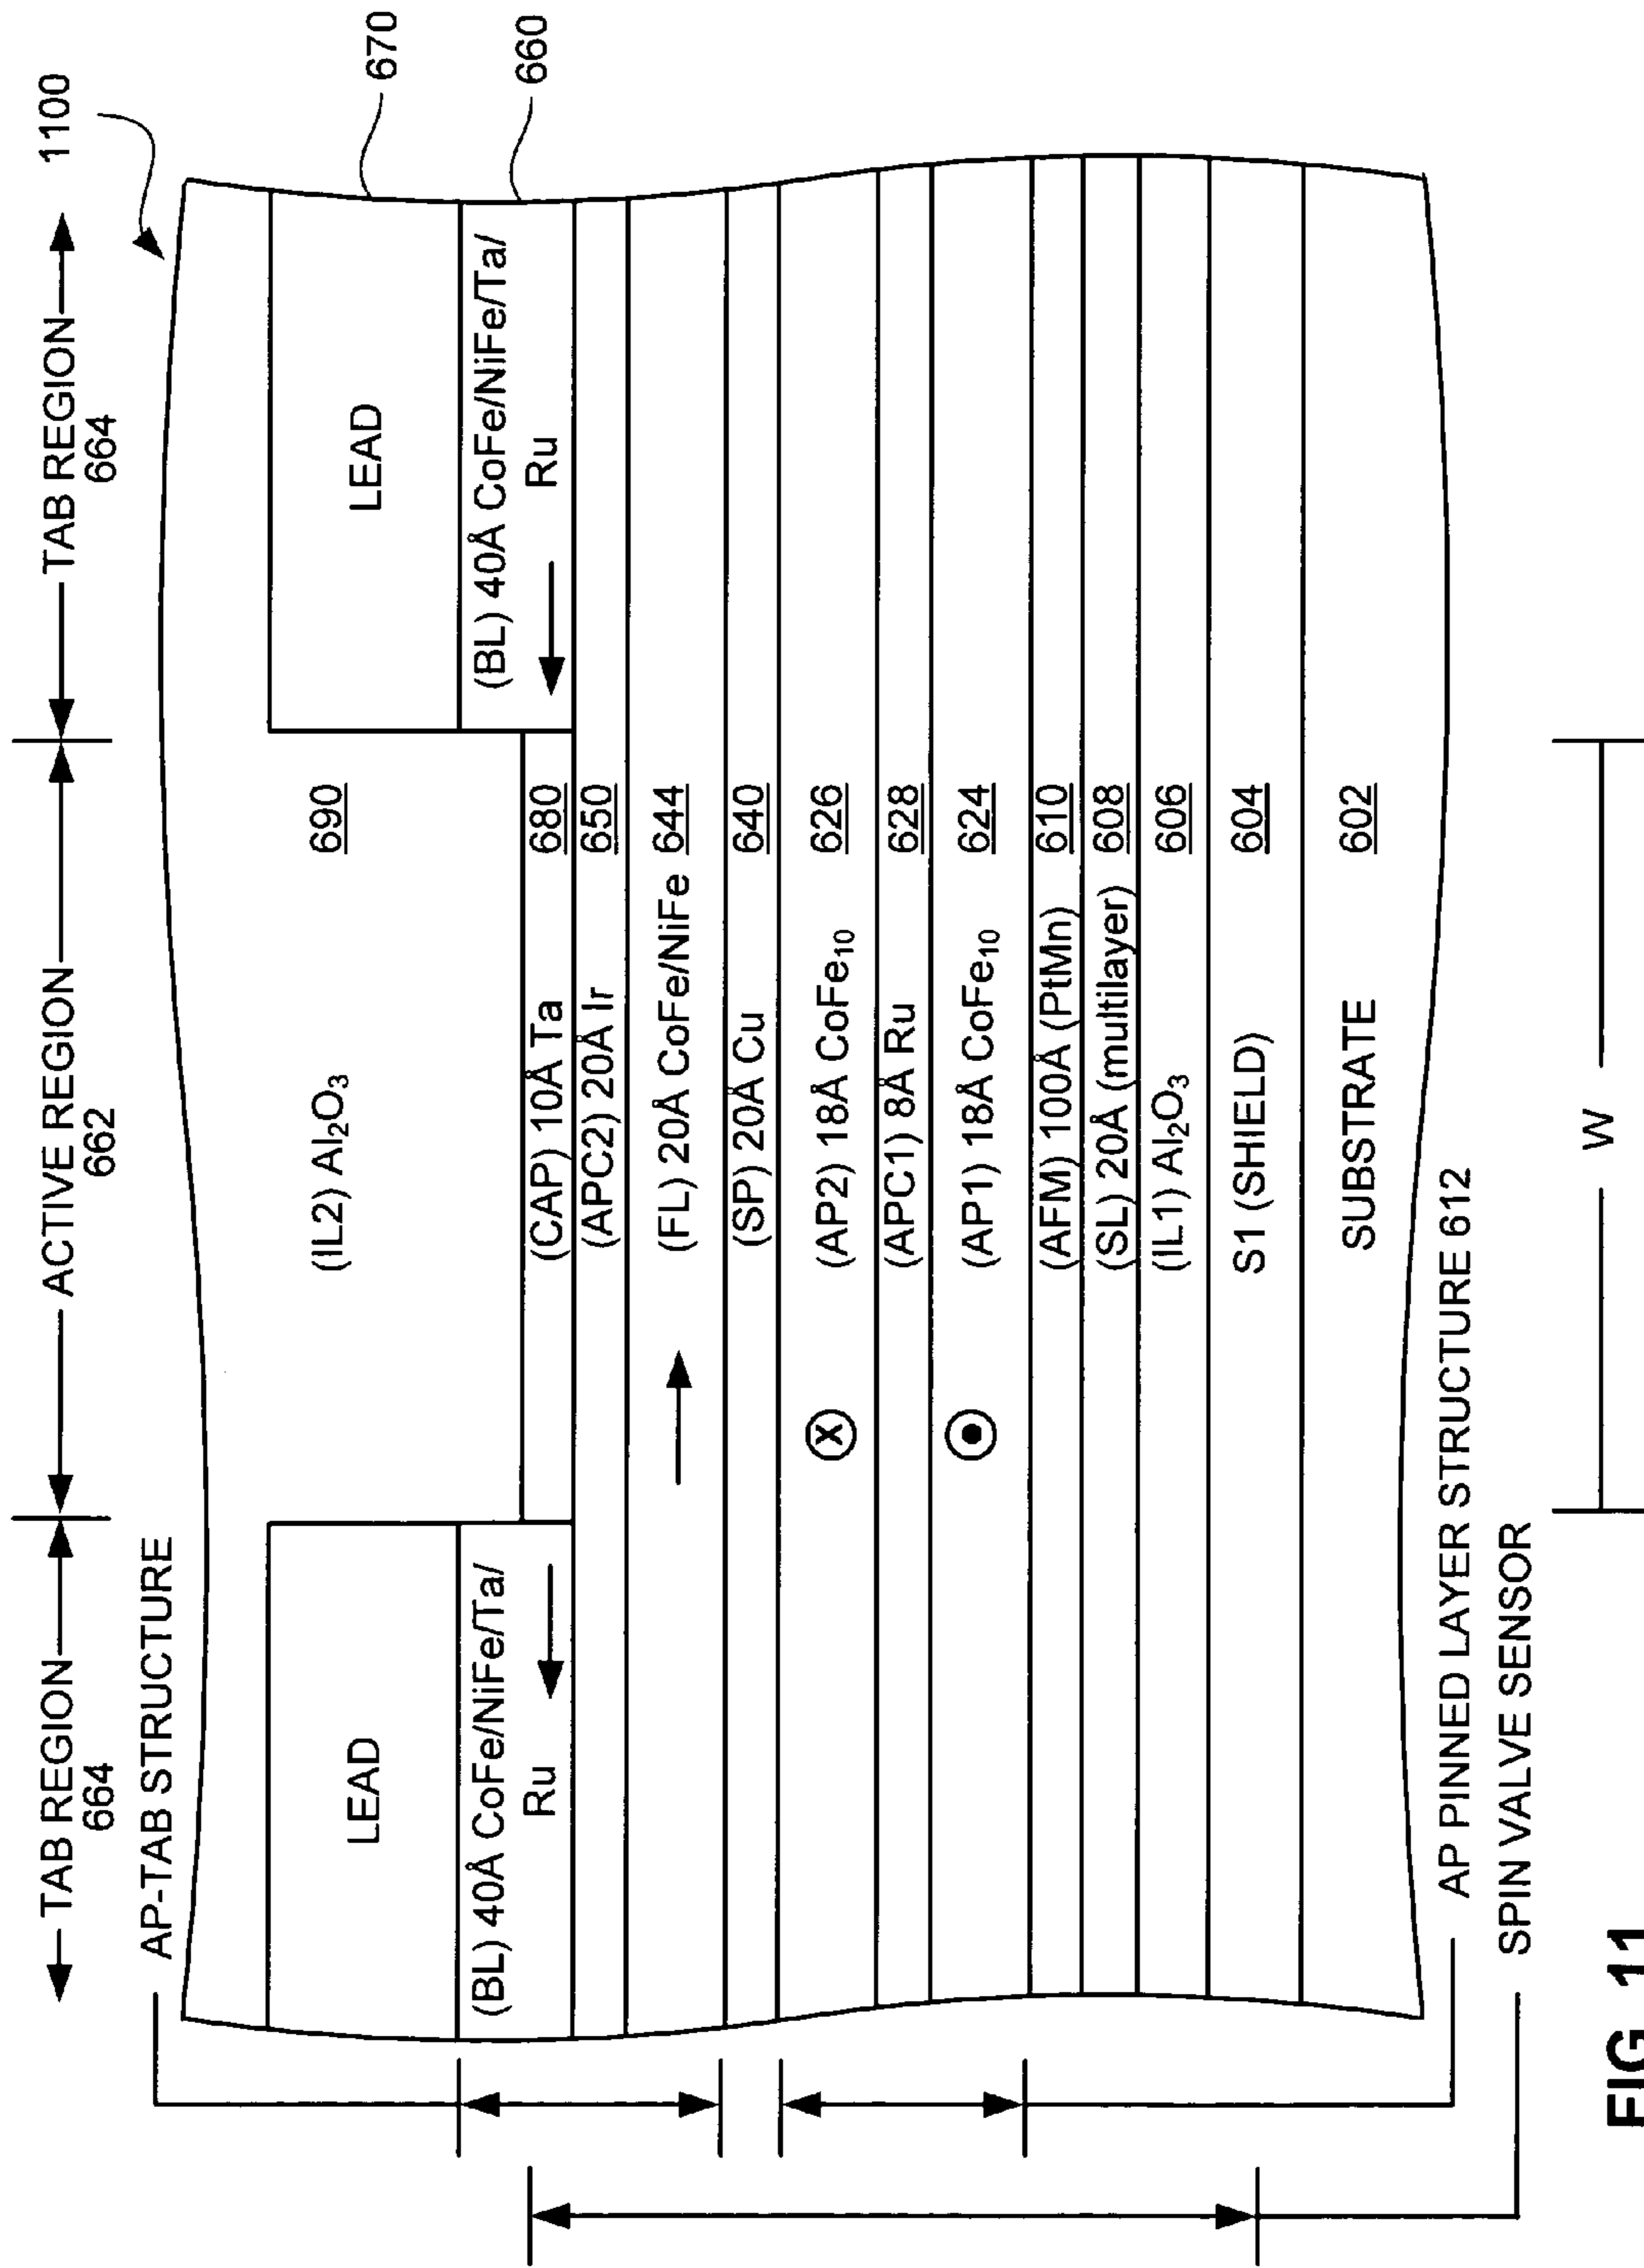 1100
TAB REGION
664
ACTIVE REGION
662
TAB REGION
664
AP-TAB STRUCTURE
670
660
LEAD
(IL2) Al₂O₃ 690
LEAD
(BL) 40Å CoFe/NiFe/Ta/
Ru
(BL) 40Å CoFe/NiFe/Ta/
Ru
(CAP) 10Å Ta 680
(APC2) 20Å Ir 650
(FL) 20Å CoFe/NiFe 644
(SP) 20Å Cu 640
X (AP2) 18Å CoFe₁₀ 626
(APC1) 8Å Ru 628
(AP1) 18Å CoFe₁₀ 624
(AFM) 100Å (PtMn) 610
(SL) 20Å (multilayer) 608
(IL1) Al₂O₃ 606
S1 (SHIELD) 604
SUBSTRATE 602
AP PINNED LAYER STRUCTURE 612
SPIN VALVE SENSOR
W
FIG. 11